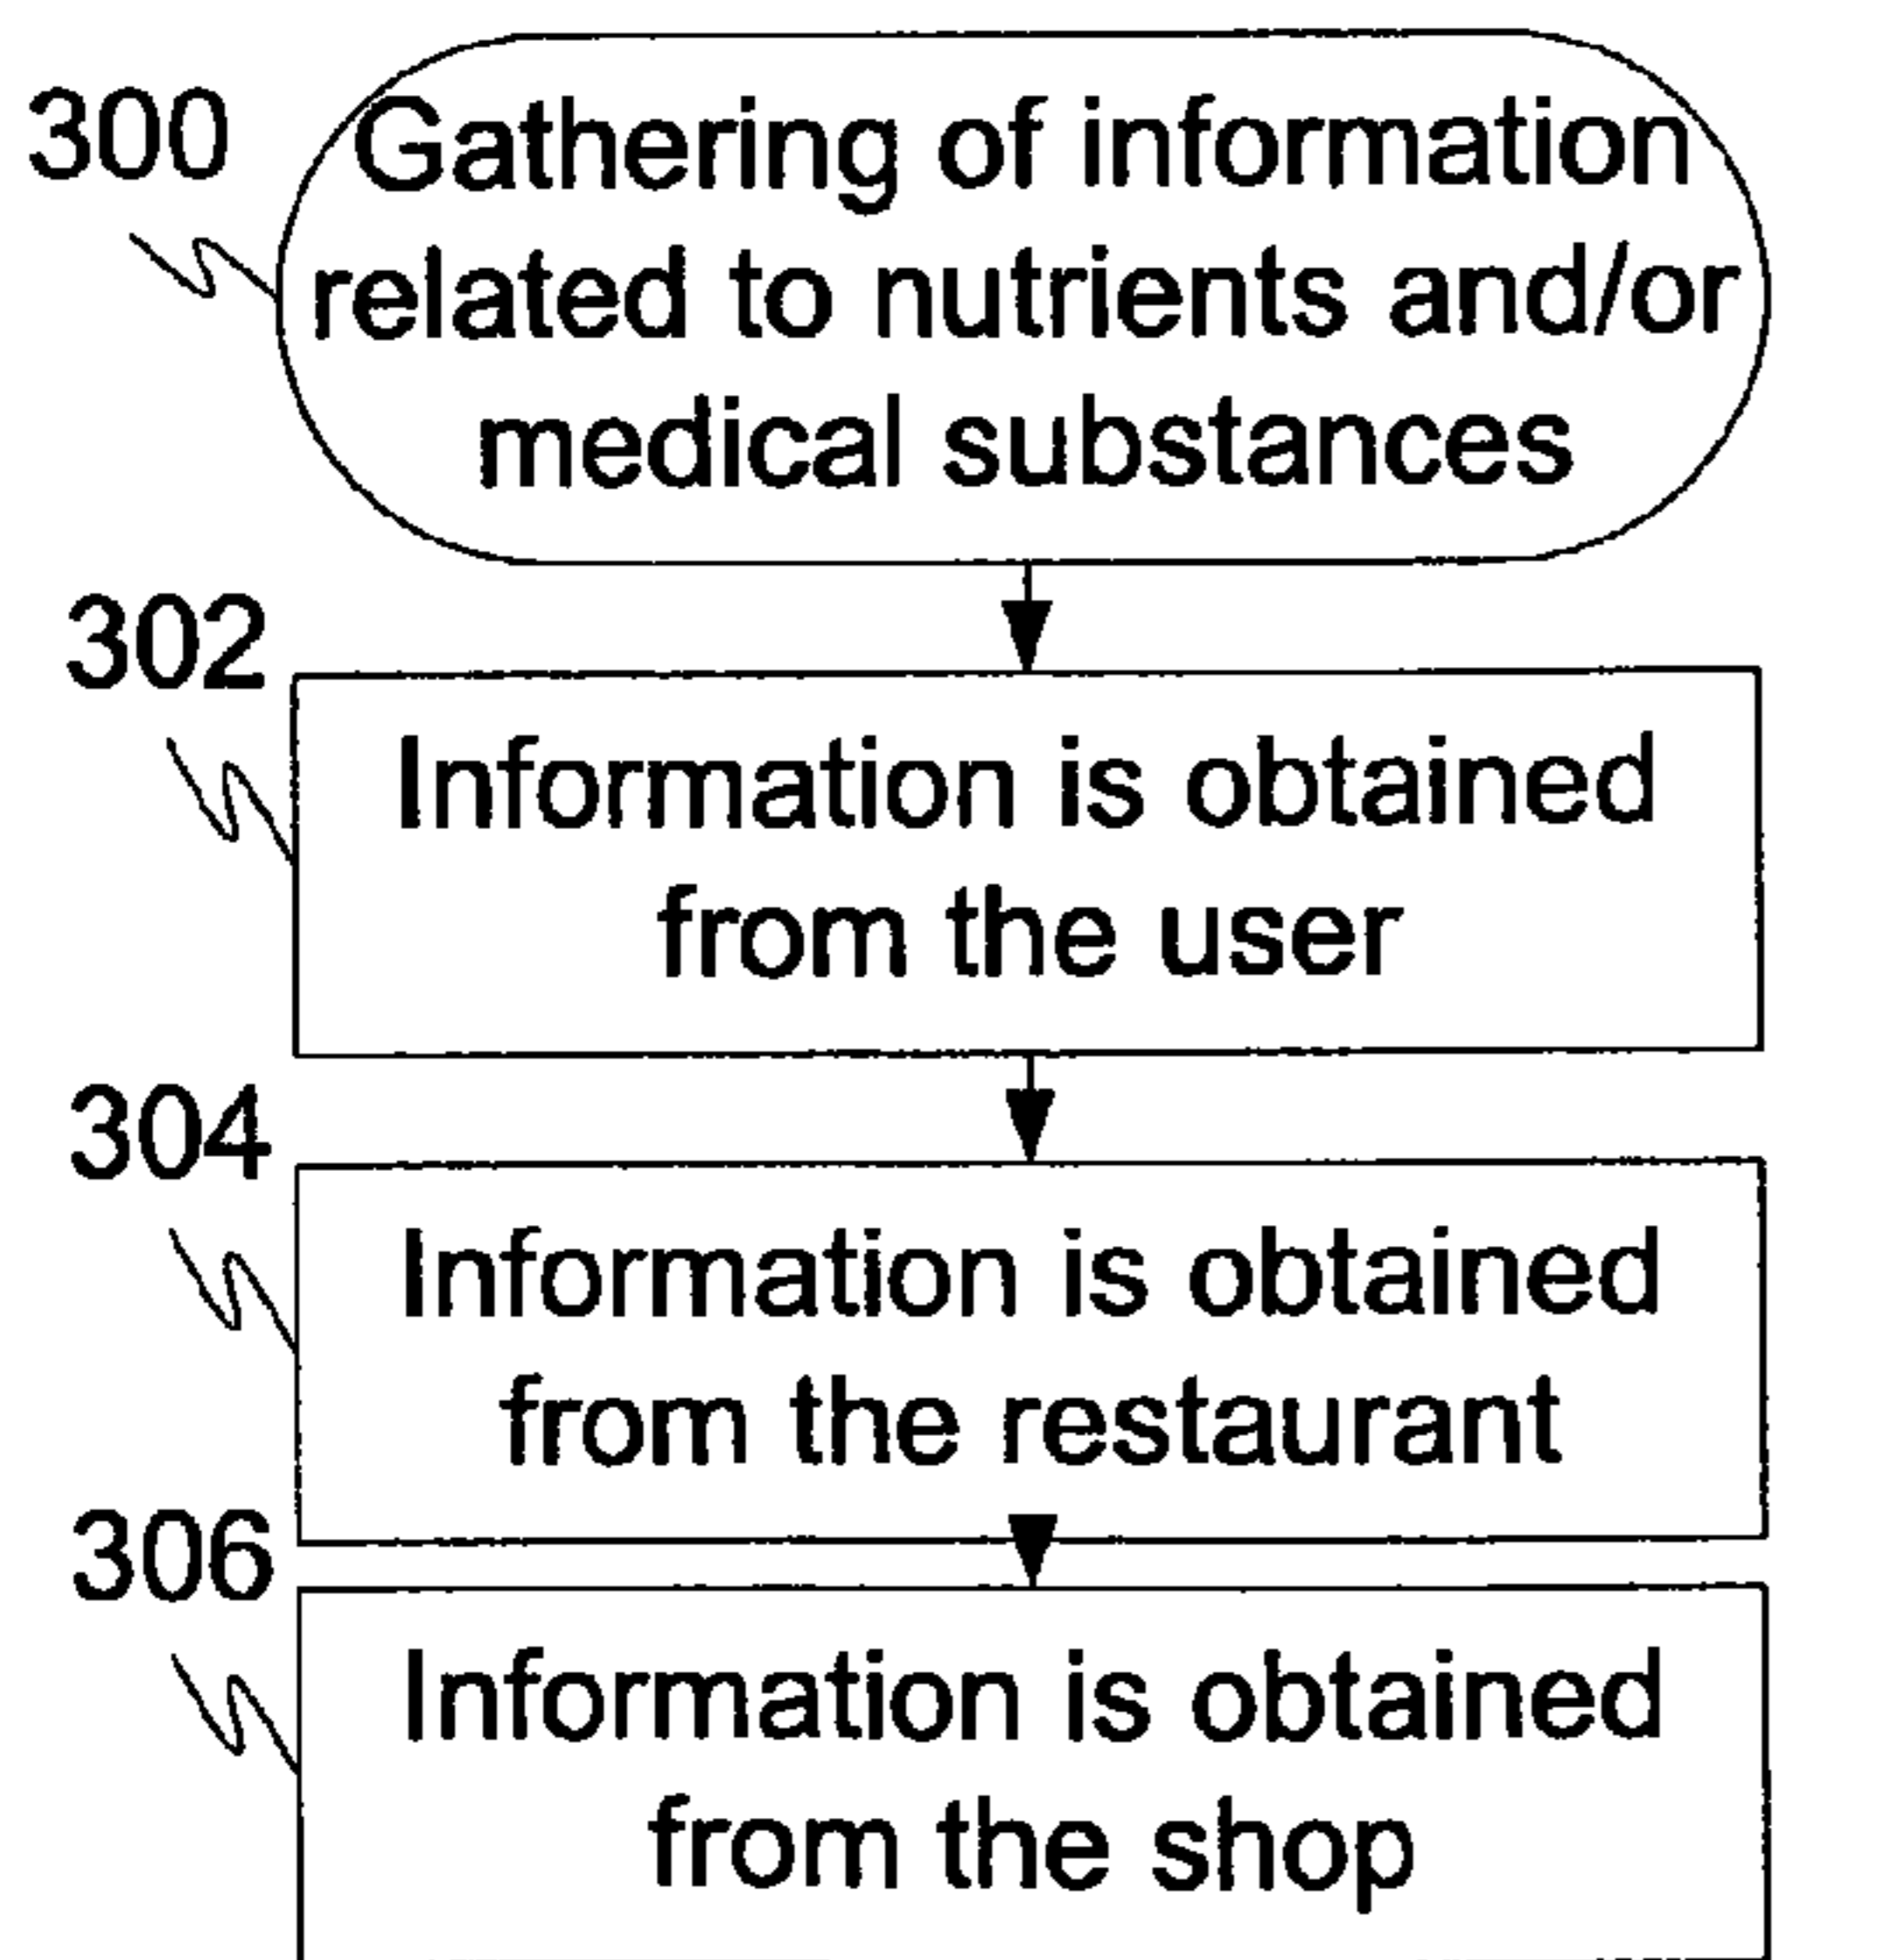 300
Gathering of information
related to nutrients and/or
medical substances
302
Information is obtained
from the user
304
Information is obtained
from the restaurant
306
Information is obtained
from the shop